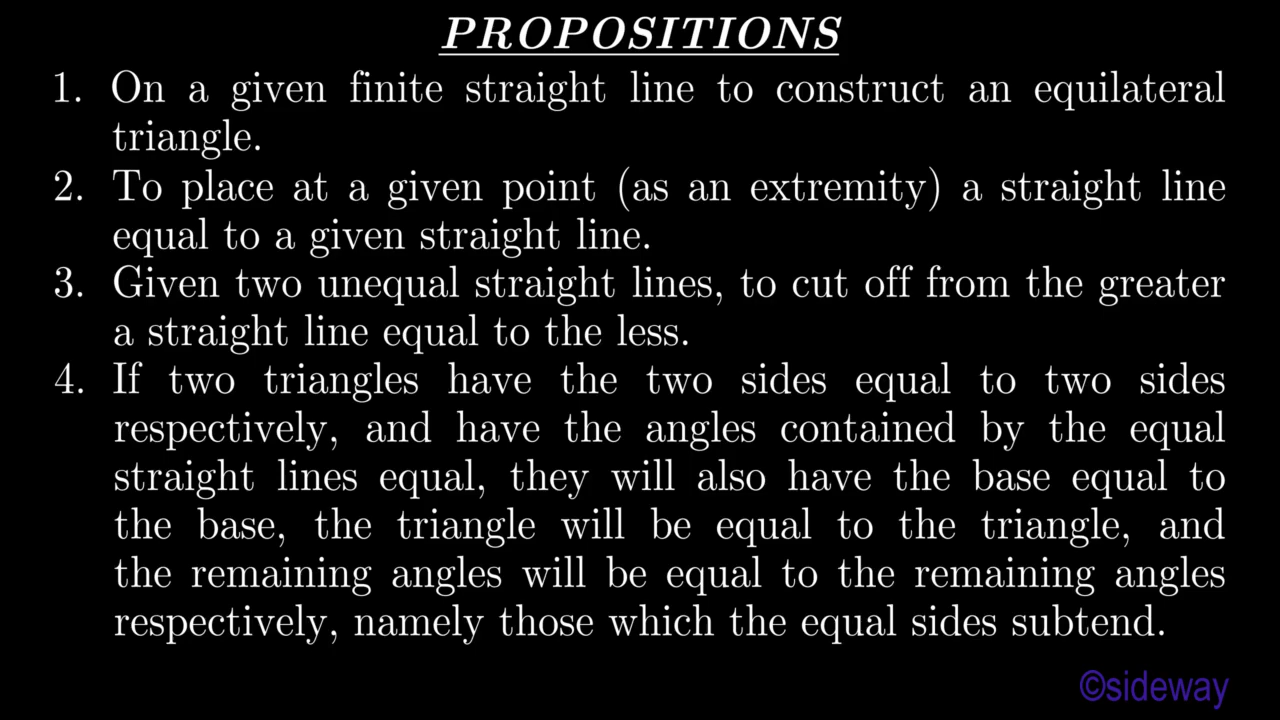 PROPOSITIONS
1. On a given finite straight line to construct an equilateral
triangle.
2. To place at a given point (as an extremity) a straight line
equal to a given straight line.
3. Given two unequal straight lines, to cut off from the greater
a straight line equal to the less.
4. If two triangles have the two sides equal to two sides
respectively, and have the angles contained by the equal
straight lines equal, they will also have the base equal to
the base, the triangle will be equal to the triangle, and
the remaining angles will be equal to the remaining angles
respectively, namely those which the equal sides subtend.
©sideway